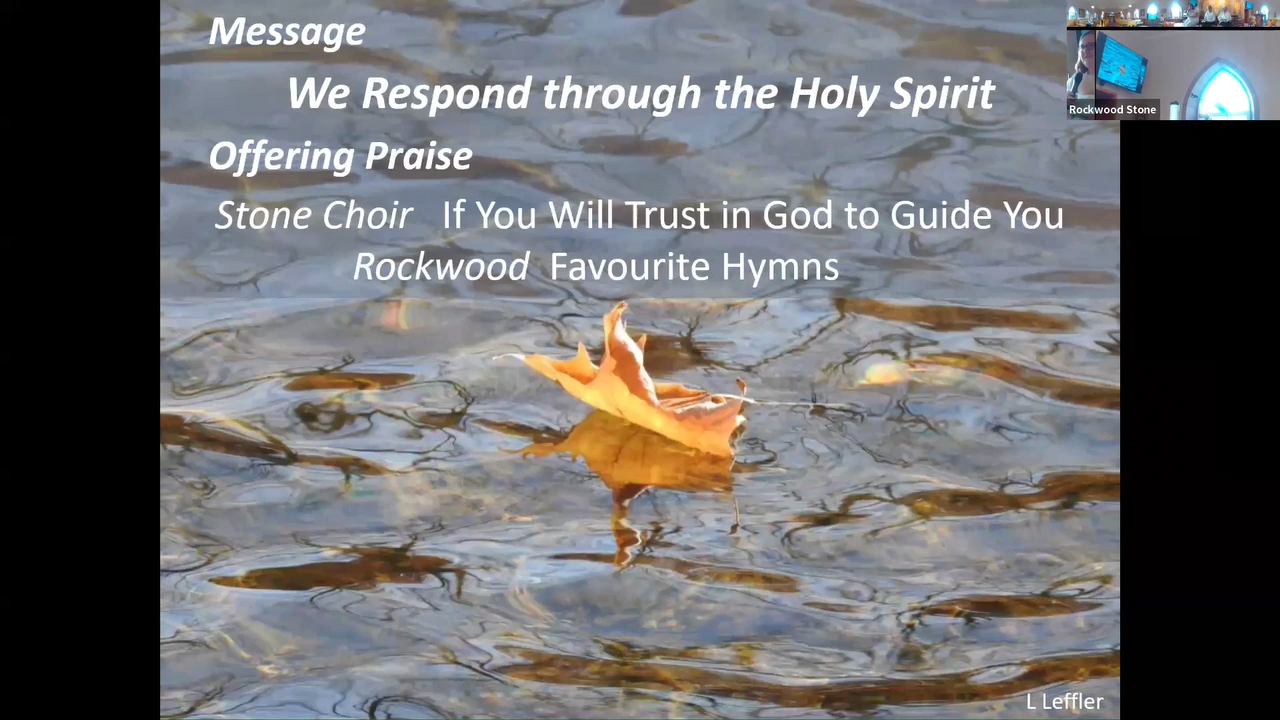 Message
We Respond through the Holy Spirit
Offering Praise
Stone Choir If You Will Trust in God to Guide You
Rockwood Favourite Hymns
Rockwood Stone
L Leffler